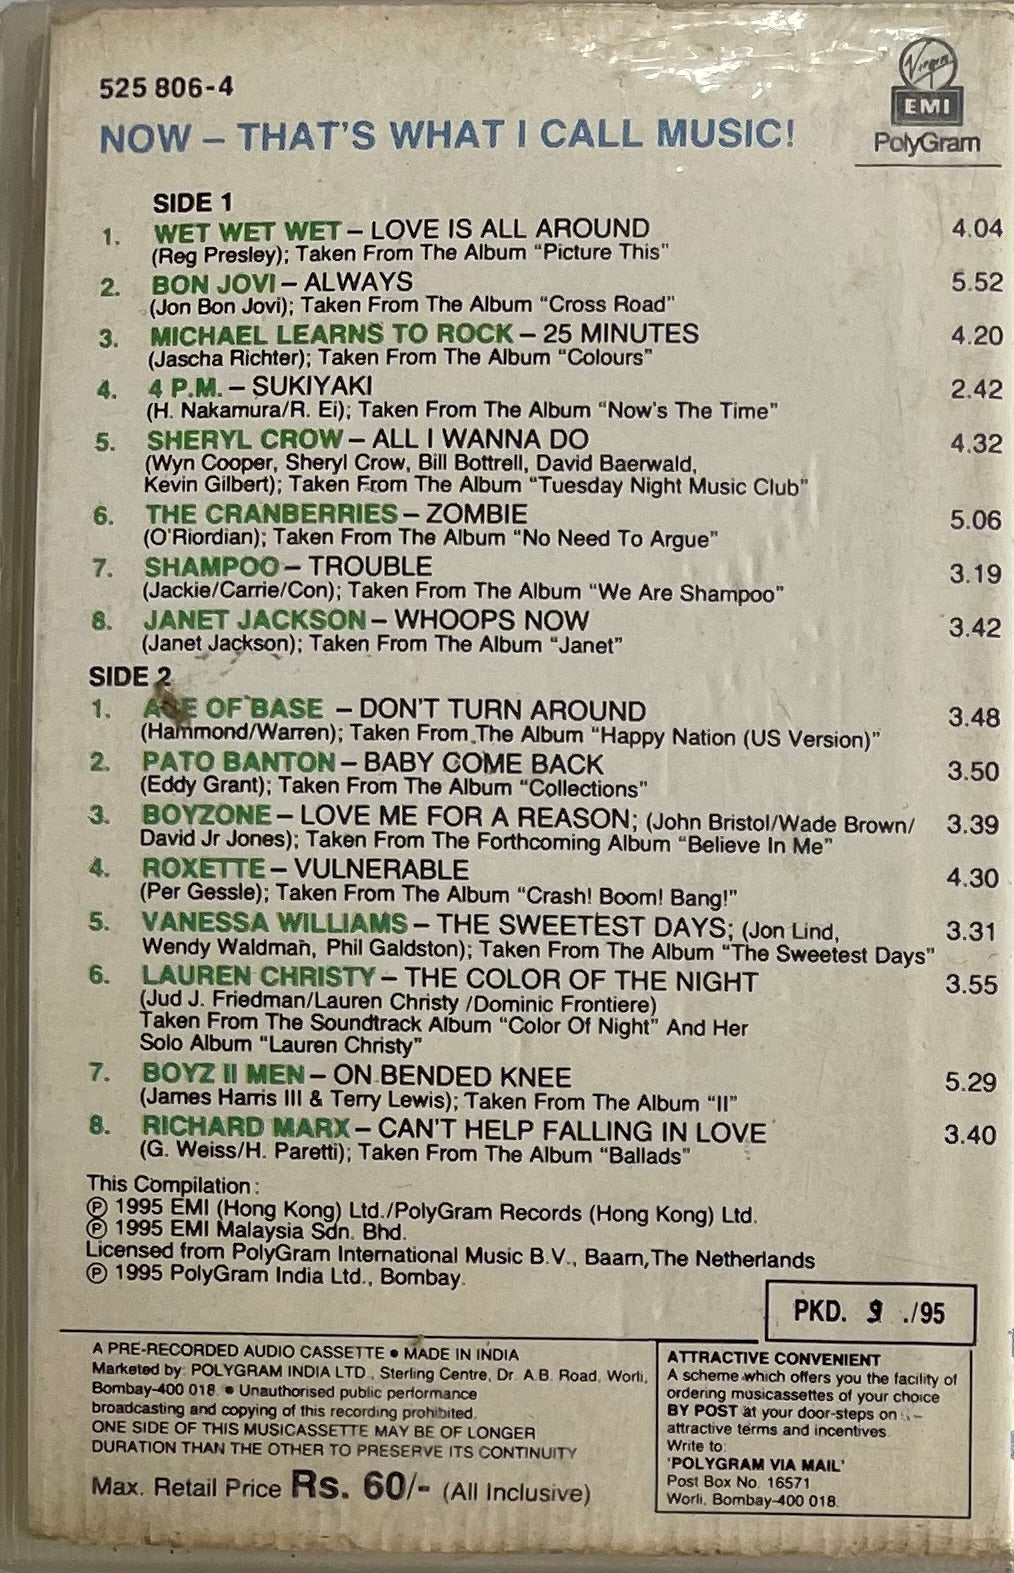 525 806-4
Virgin
EMI
PolyGram
NOW – THAT'S WHAT I CALL MUSIC!
SIDE 1
1. WET WET WET – LOVE IS ALL AROUND 4.04
(Reg Presley); Taken From The Album "Picture This"
2. BON JOVI – ALWAYS 5.52
(Jon Bon Jovi); Taken From The Album "Cross Road"
3. MICHAEL LEARNS TO ROCK – 25 MINUTES 4.20
(Jascha Richter); Taken From The Album "Colours"
4. 4 P.M. – SUKIYAKI 2.42
(H. Nakamura/R. Ei); Taken From The Album "Now's The Time"
5. SHERYL CROW – ALL I WANNA DO 4.32
(Wyn Cooper, Sheryl Crow, Bill Bottrell, David Baerwald,
Kevin Gilbert); Taken From The Album "Tuesday Night Music Club"
6. THE CRANBERRIES – ZOMBIE 5.06
(O'Riordian); Taken From The Album "No Need To Argue"
7. SHAMPOO – TROUBLE 3.19
(Jackie/Carrie/Con); Taken From The Album "We Are Shampoo"
8. JANET JACKSON – WHOOPS NOW 3.42
(Janet Jackson); Taken From The Album "Janet"
SIDE 2
1. ACE OF BASE – DON'T TURN AROUND 3.48
(Hammond/Warren); Taken From The Album "Happy Nation (US Version)"
2. PATO BANTON – BABY COME BACK 3.50
(Eddy Grant); Taken From The Album "Collections"
3. BOYZONE – LOVE ME FOR A REASON; (John Bristol/Wade Brown/ 3.39
David Jr Jones); Taken From The Forthcoming Album "Believe In Me"
4. ROXETTE – VULNERABLE 4.30
(Per Gessle); Taken From The Album "Crash! Boom! Bang!"
5. VANESSA WILLIAMS – THE SWEETEST DAYS; (Jon Lind, 3.31
Wendy Waldman, Phil Galdston); Taken From The Album "The Sweetest Days"
6. LAUREN CHRISTY – THE COLOR OF THE NIGHT 3.55
(Jud J. Friedman/Lauren Christy /Dominic Frontiere)
Taken From The Soundtrack Album "Color Of Night" And Her
Solo Album "Lauren Christy"
7. BOYZ II MEN – ON BENDED KNEE 5.29
(James Harris III & Terry Lewis); Taken From The Album "II"
8. RICHARD MARX – CAN'T HELP FALLING IN LOVE 3.40
(G. Weiss/H. Paretti); Taken From The Album "Ballads"
This Compilation:
℗ 1995 EMI (Hong Kong) Ltd./PolyGram Records (Hong Kong) Ltd.
℗ 1995 EMI Malaysia Sdn. Bhd.
Licensed from PolyGram International Music B.V., Baarn, The Netherlands
℗ 1995 PolyGram India Ltd., Bombay.
PKD. 9 ./95
A PRE-RECORDED AUDIO CASSETTE ● MADE IN INDIA
Marketed by: POLYGRAM INDIA LTD., Sterling Centre, Dr. A.B. Road, Worli,
Bombay-400 018. ● Unauthorised public performance
broadcasting and copying of this recording prohibited.
ONE SIDE OF THIS MUSICASSETTE MAY BE OF LONGER
DURATION THAN THE OTHER TO PRESERVE ITS CONTINUITY
Max. Retail Price Rs. 60/- (All Inclusive)
ATTRACTIVE CONVENIENT
A scheme which offers you the facility of
ordering musicassettes of your choice
BY POST at your door-steps on
attractive terms and incentives.
Write to:
'POLYGRAM VIA MAIL'
Post Box No. 16571
Worli, Bombay-400 018.